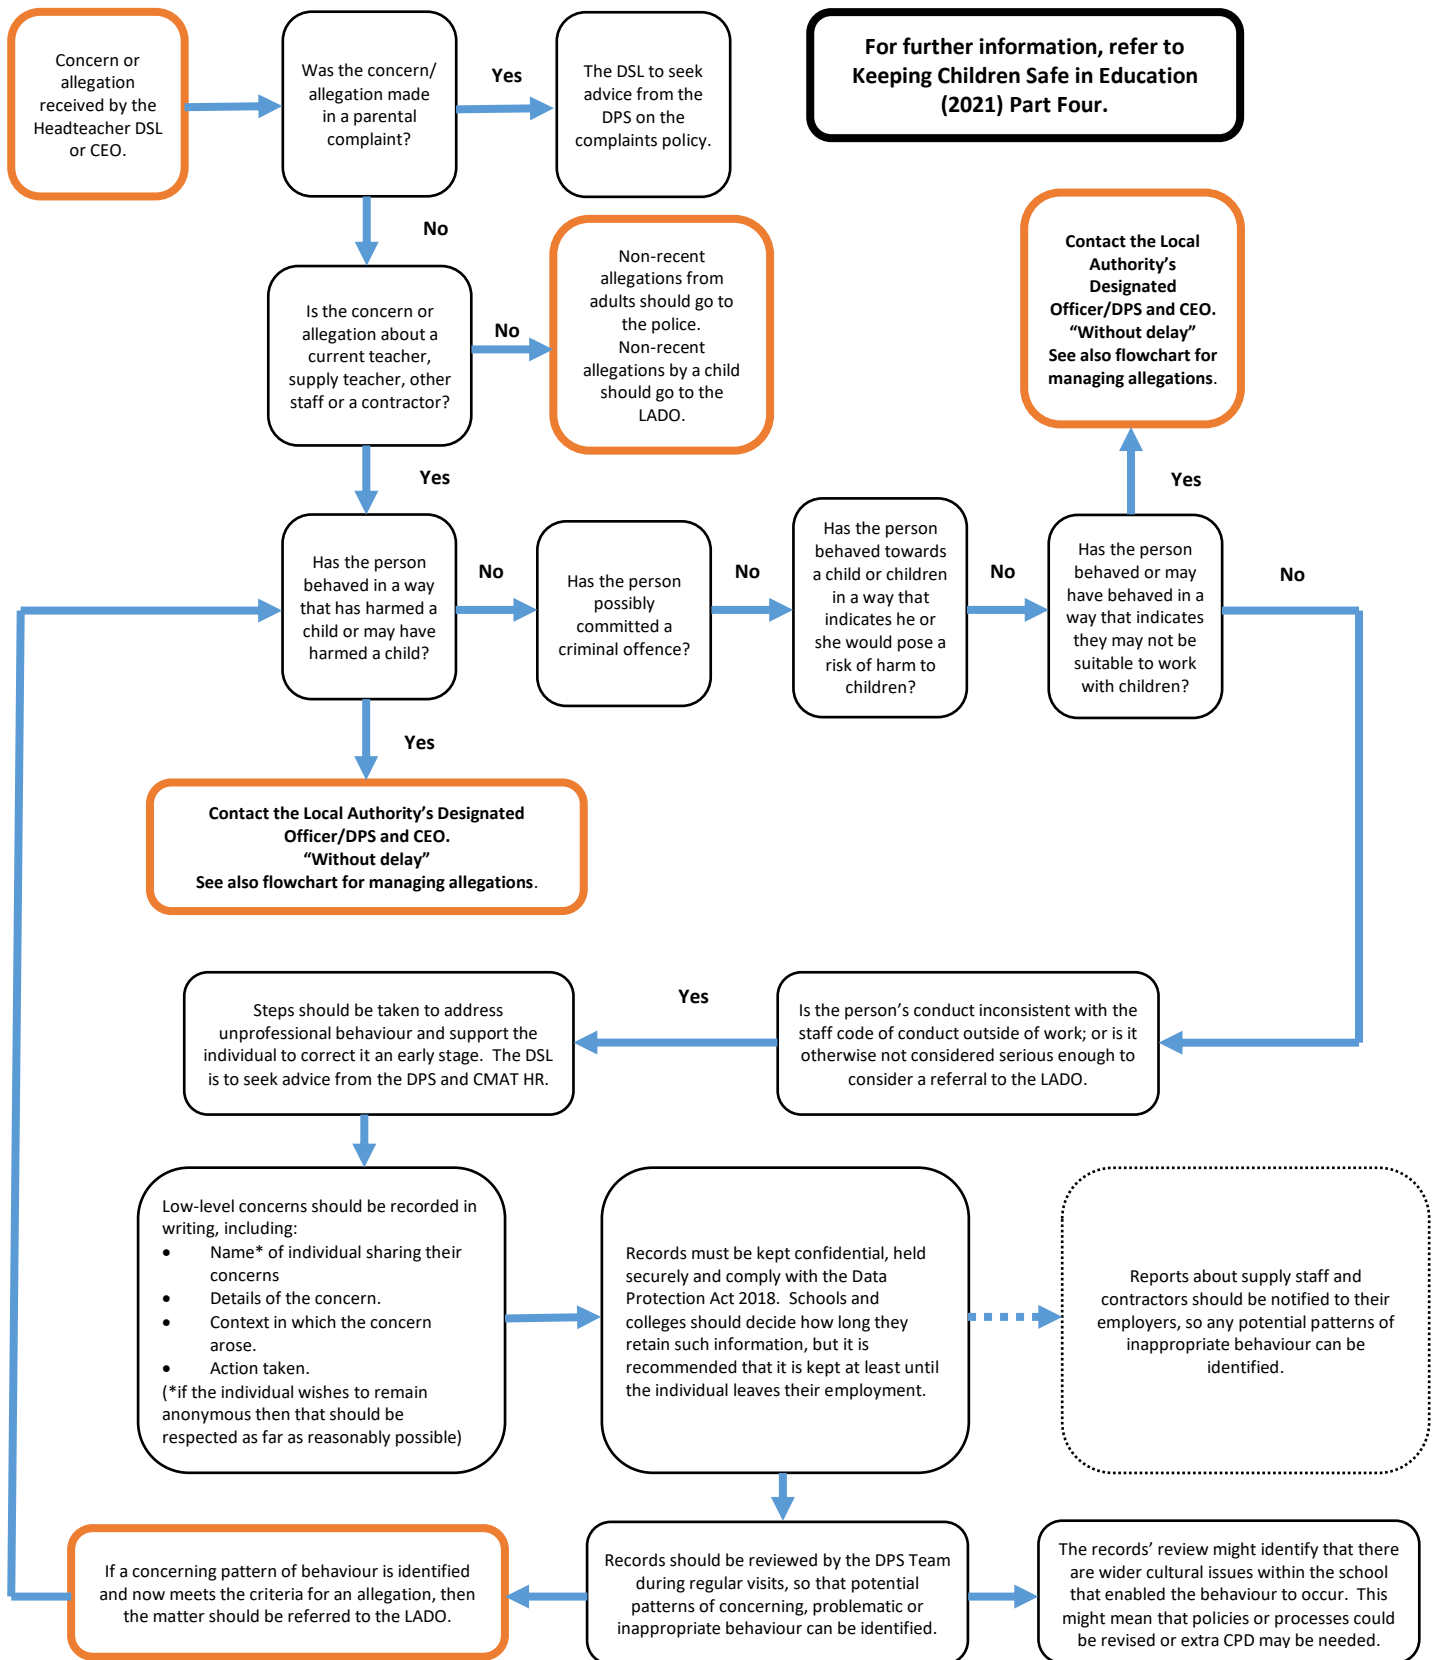 Concern or
allegation
received by the
Headteacher DSL
or CEO.
Was the concern/
allegation made
in a parental
complaint?
Yes
The DSL to seek
advice from the
DPS on the
complaints policy.
For further information, refer to
Keeping Children Safe in Education
(2021) Part Four.
No
Is the concern or
allegation about a
current teacher,
supply teacher, other
staff or a contractor?
No
Non-recent
allegations from
adults should go to
the police.
Non-recent
allegations by a child
should go to the
LADO.
Contact the Local
Authority’s
Designated
Officer/DPS and CEO.
“Without delay”
See also flowchart for
managing allegations.
Yes
Yes
Has the person
behaved in a way
that has harmed a
child or may have
harmed a child?
No
Has the person
possibly
committed a
criminal offence?
No
Has the person
behaved towards
a child or children
in a way that
indicates he or
she would pose a
risk of harm to
children?
No
Has the person
behaved or may
have behaved in a
way that indicates
they may not be
suitable to work
with children?
No
Yes
Contact the Local Authority’s Designated
Officer/DPS and CEO.
“Without delay”
See also flowchart for managing allegations.
Is the person’s conduct inconsistent with the
staff code of conduct outside of work; or is it
otherwise not considered serious enough to
consider a referral to the LADO.
Yes
Steps should be taken to address
unprofessional behaviour and support the
individual to correct it an early stage. The DSL
is to seek advice from the DPS and CMAT HR.
Low-level concerns should be recorded in
writing, including:
• Name* of individual sharing their
concerns
• Details of the concern.
• Context in which the concern
arose.
• Action taken.
(*if the individual wishes to remain
anonymous then that should be
respected as far as reasonably possible)
Records must be kept confidential, held
securely and comply with the Data
Protection Act 2018. Schools and
colleges should decide how long they
retain such information, but it is
recommended that it is kept at least until
the individual leaves their employment.
Reports about supply staff and
contractors should be notified to their
employers, so any potential patterns of
inappropriate behaviour can be
identified.
If a concerning pattern of behaviour is identified
and now meets the criteria for an allegation, then
the matter should be referred to the LADO.
Records should be reviewed by the DPS Team
during regular visits, so that potential
patterns of concerning, problematic or
inappropriate behaviour can be identified.
The records’ review might identify that there
are wider cultural issues within the school
that enabled the behaviour to occur. This
might mean that policies or processes could
be revised or extra CPD may be needed.